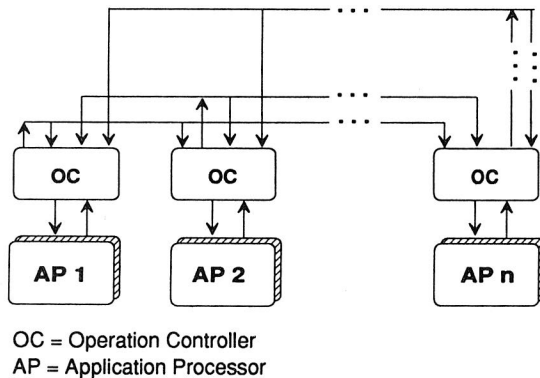 OC OC OC
AP 1 AP 2 AP n
OC = Operation Controller
AP = Application Processor